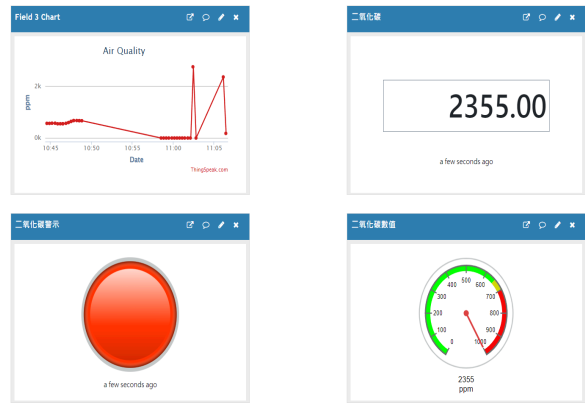 Field 3 Chart
Air Quality
ppm
2k
0k
10:45 10:50 10:55 11:00 11:05
Date
ThingSpeak.com
二氧化碳
2355.00
a few seconds ago
二氧化碳警示
a few seconds ago
二氧化碳數值
0 100 200 300 400 500 600 700 800 900 1000
2355
ppm